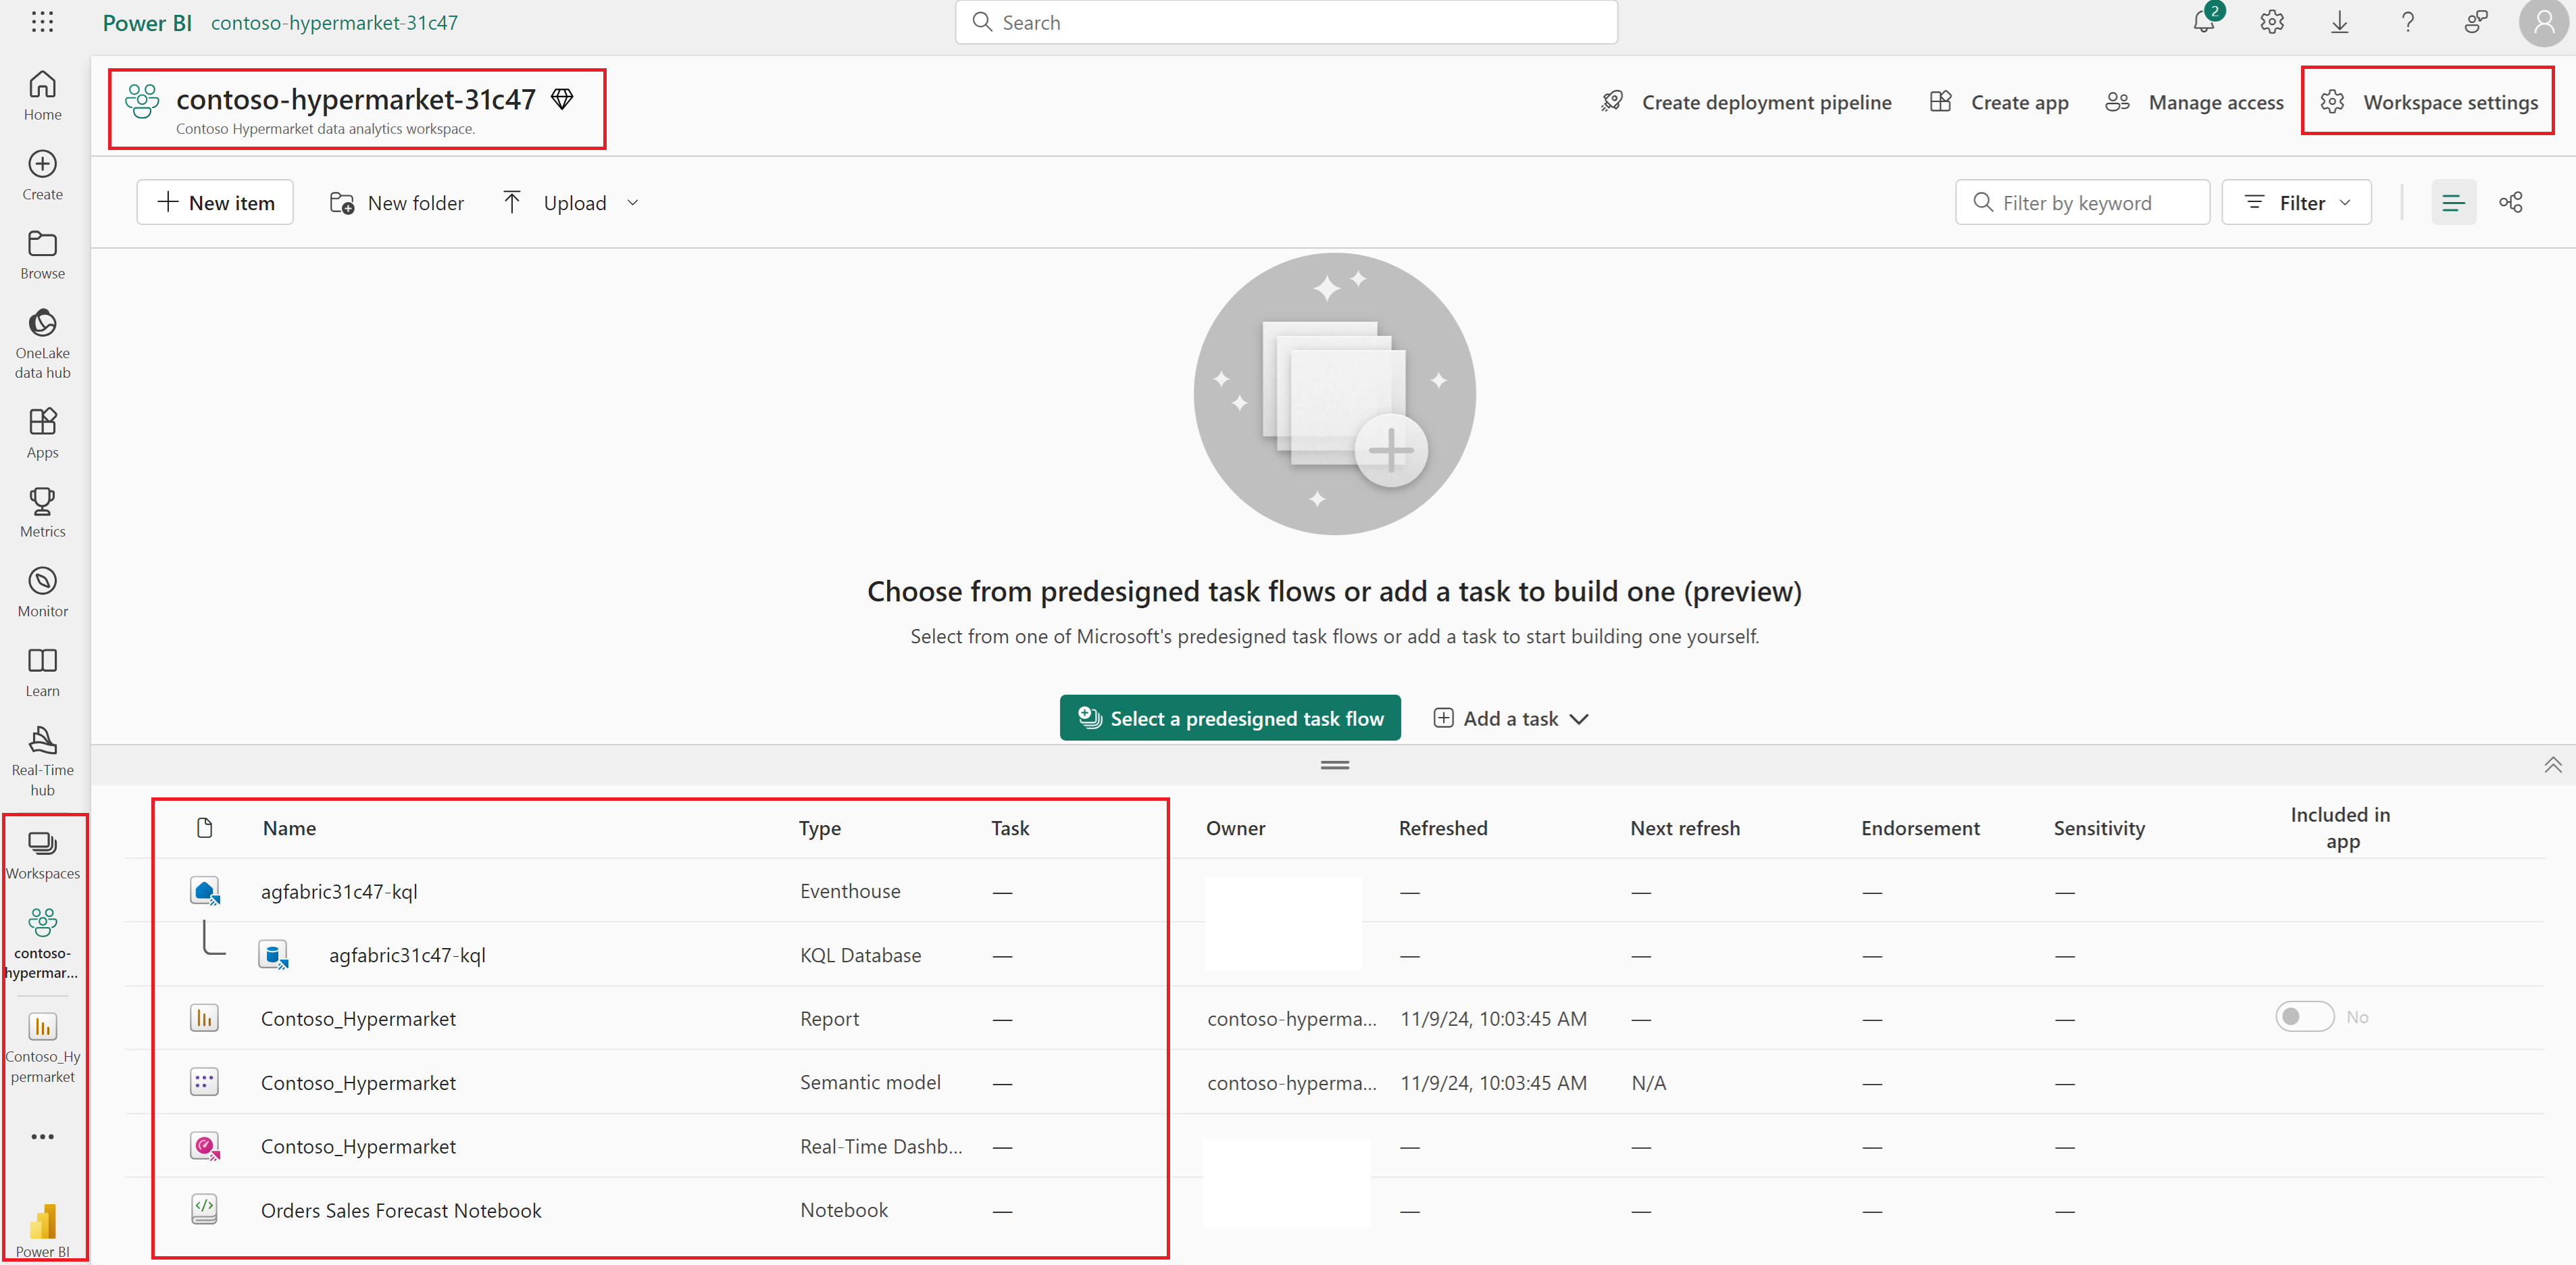 Power BI contoso-hypermarket-31c47 Search 2
contoso-hypermarket-31c47
Contoso Hypermarket data analytics workspace.
Create deployment pipeline Create app Manage access Workspace settings
New item New folder Upload Filter by keyword Filter
Home
Create
Browse
OneLake
data hub
Apps
Metrics
Monitor
Learn
Real-Time
hub
Workspaces
contoso-
hypermar...
Contoso_Hy
permarket
Power BI
Choose from predesigned task flows or add a task to build one (preview)
Select from one of Microsoft's predesigned task flows or add a task to start building one yourself.
Select a predesigned task flow Add a task
Name Type Task Owner Refreshed Next refresh Endorsement Sensitivity Included in
app
agfabric31c47-kql Eventhouse — — — — —
agfabric31c47-kql KQL Database — — — — —
Contoso_Hypermarket Report — contoso-hyperma... 11/9/24, 10:03:45 AM — — — No
Contoso_Hypermarket Semantic model — contoso-hyperma... 11/9/24, 10:03:45 AM N/A — —
Contoso_Hypermarket Real-Time Dashb... — — — — —
Orders Sales Forecast Notebook Notebook — — — — —